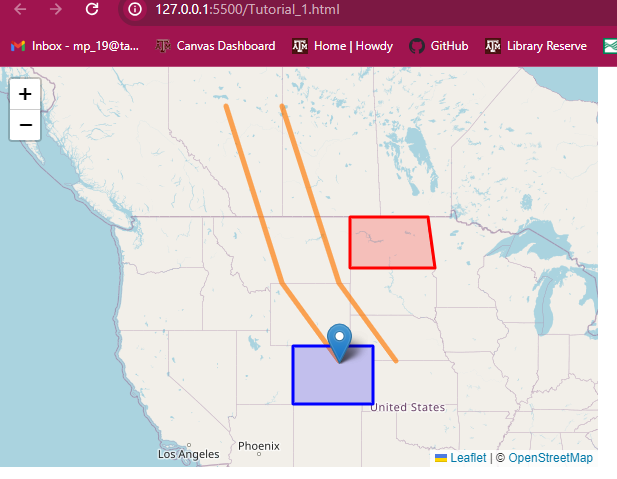 127.0.0.1:5500/Tutorial_1.html
Inbox - mp_19@ta... Canvas Dashboard Home | Howdy GitHub Library Reserve
+
−
United States
Phoenix
Los Angeles
Leaflet | © OpenStreetMap